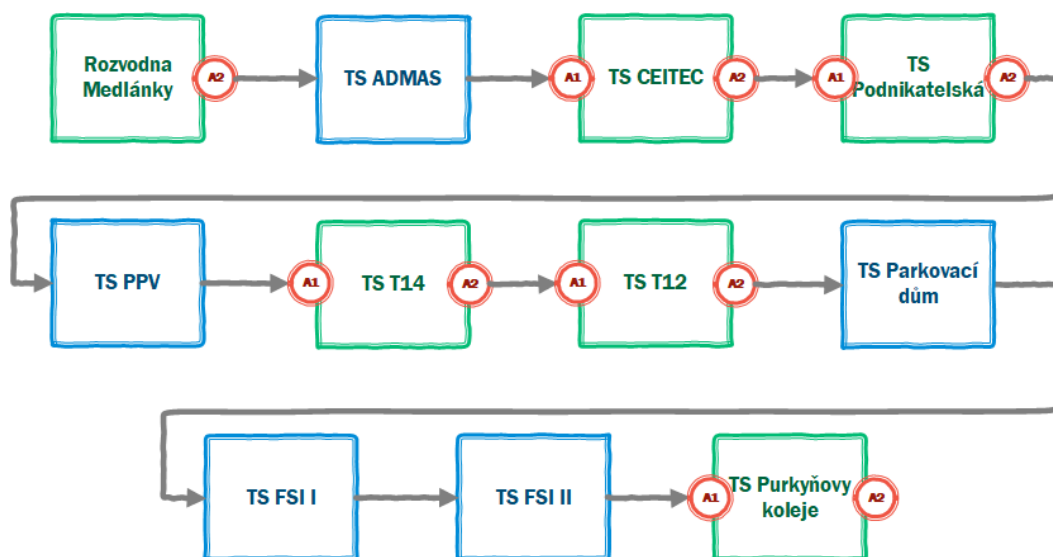 Rozvodna
Medlánky
A2
TS ADMAS
A1
TS CEITEC
A2
A1
TS
Podnikatelská
A2
TS PPV
A1
TS T14
A2
A1
TS T12
A2
TS Parkovací
dům
TS FSI I
TS FSI II
A1
TS Purkyňovy
koleje
A2